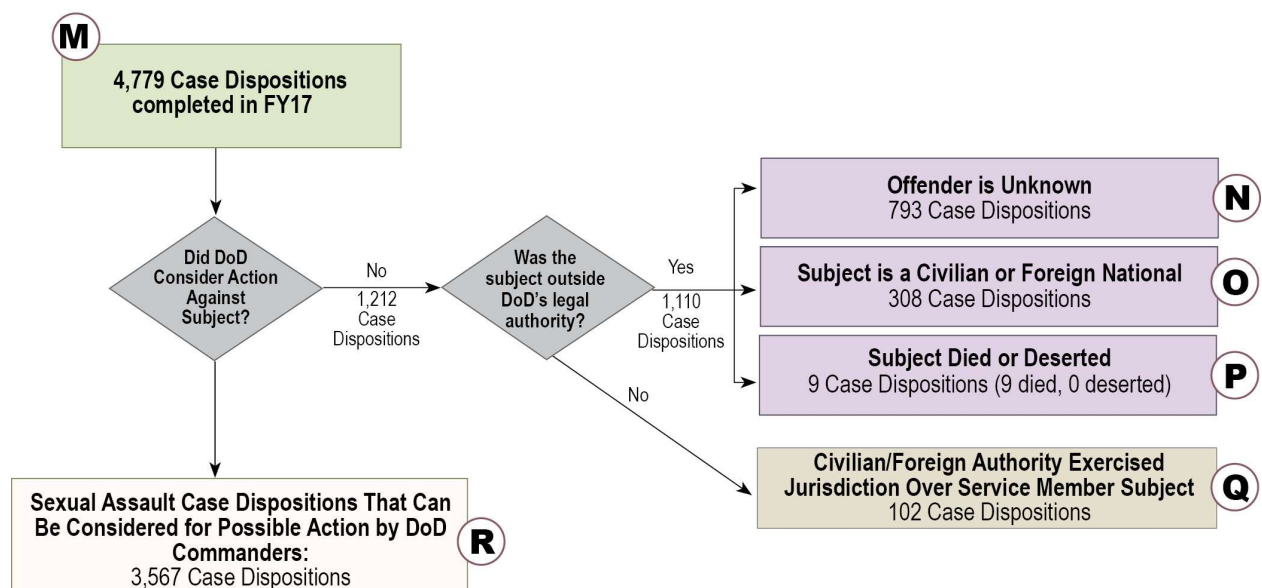 M
4,779 Case Dispositions
completed in FY17
Did DoD
Consider Action
Against
Subject?
No
1,212
Case
Dispositions
Was the
subject outside
DoD's legal
authority?
Yes
1,110
Case
Dispositions
No
Offender is Unknown
793 Case Dispositions
N
Subject is a Civilian or Foreign National
308 Case Dispositions
O
Subject Died or Deserted
9 Case Dispositions (9 died, 0 deserted)
P
Civilian/Foreign Authority Exercised
Jurisdiction Over Service Member Subject
102 Case Dispositions
Q
Sexual Assault Case Dispositions That Can
Be Considered for Possible Action by DoD
Commanders:
3,567 Case Dispositions
R